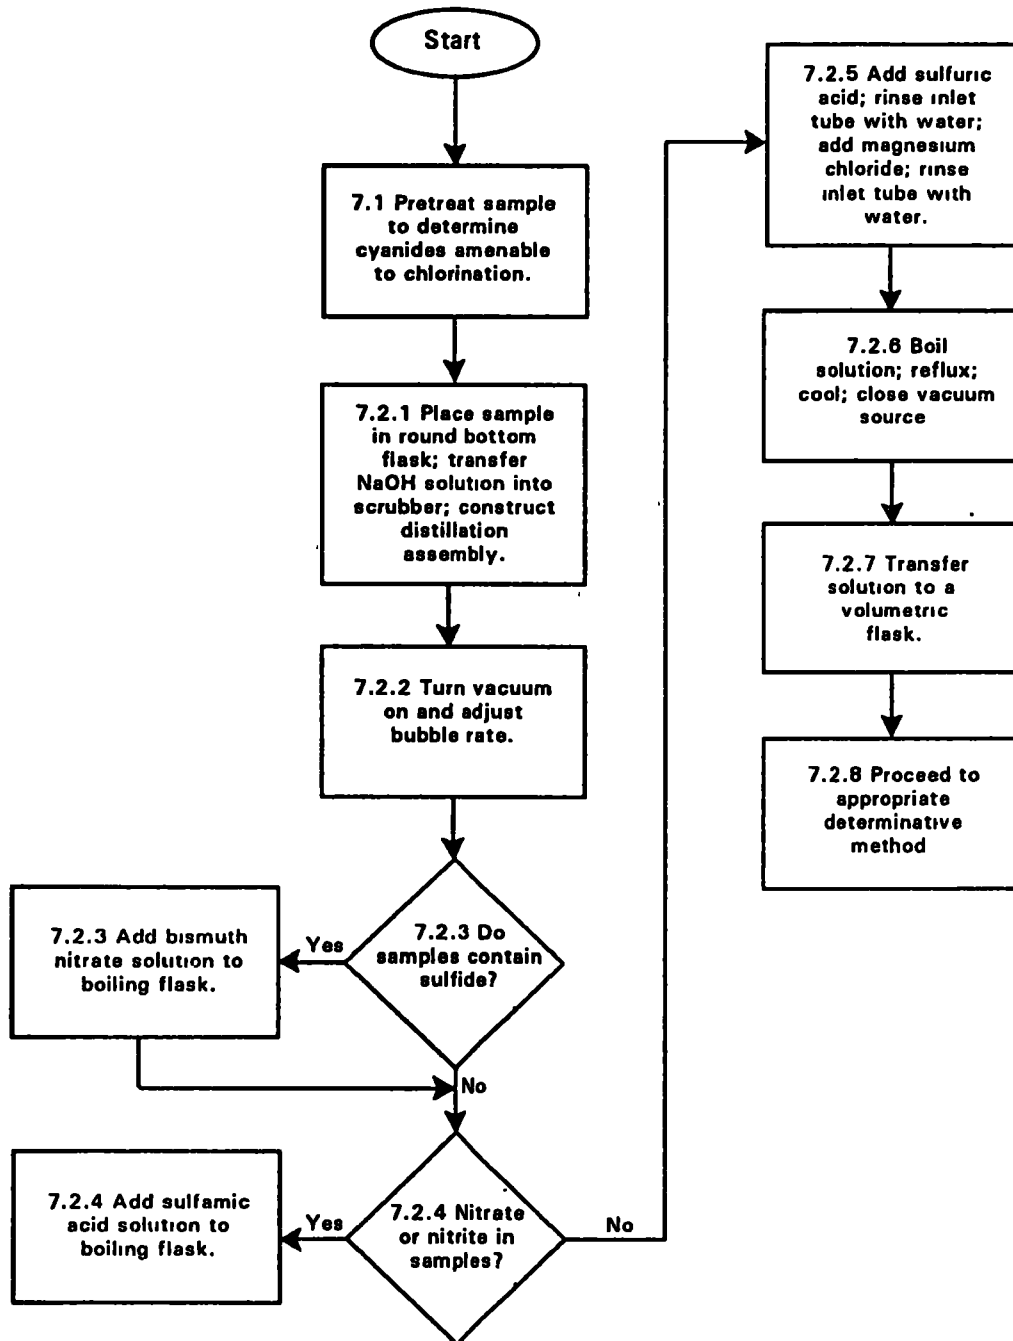 Start
7.1 Pretreat sample
to determine
cyanides amenable
to chlorination.
7.2.1 Place sample
in round bottom
flask; transfer
NaOH solution into
scrubber; construct
distillation
assembly.
7.2.2 Turn vacuum
on and adjust
bubble rate.
7.2.3 Do
samples contain
sulfide?
Yes
7.2.3 Add bismuth
nitrate solution to
boiling flask.
No
7.2.4 Nitrate
or nitrite in
samples?
Yes
7.2.4 Add sulfamic
acid solution to
boiling flask.
No
7.2.5 Add sulfuric
acid; rinse inlet
tube with water;
add magnesium
chloride; rinse
inlet tube with
water.
7.2.6 Boil
solution; reflux;
cool; close vacuum
source
7.2.7 Transfer
solution to a
volumetric
flask.
7.2.8 Proceed to
appropriate
determinative
method